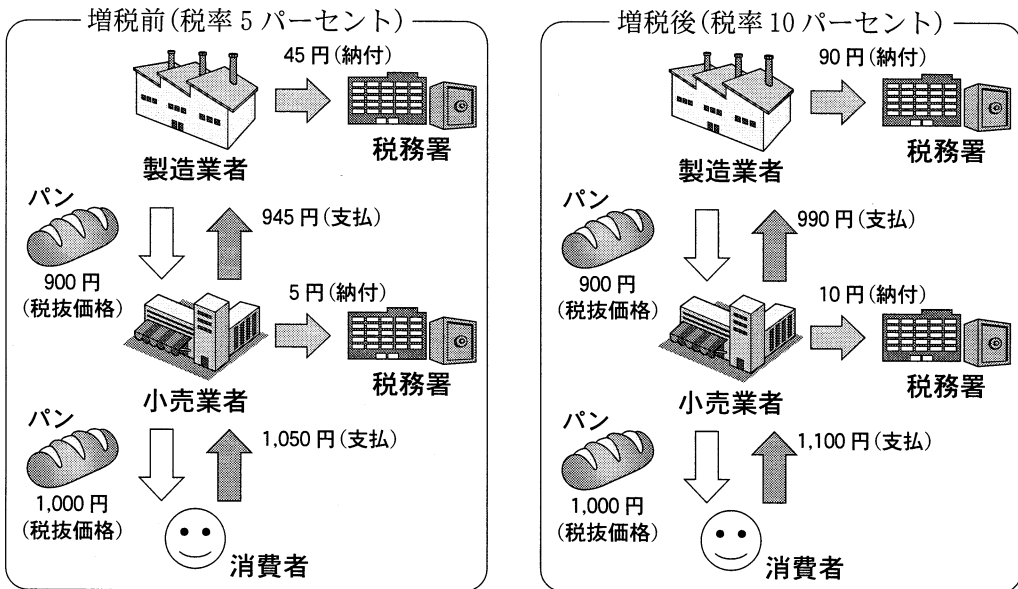 増税前(税率5パーセント)
45円(納付)
製造業者
税務署
パン
900円
(税抜価格)
945円(支払)
5円(納付)
小売業者
税務署
パン
1,000円
(税抜価格)
1,050円(支払)
消費者
増税後(税率10パーセント)
90円(納付)
製造業者
税務署
パン
900円
(税抜価格)
990円(支払)
10円(納付)
小売業者
税務署
パン
1,000円
(税抜価格)
1,100円(支払)
消費者